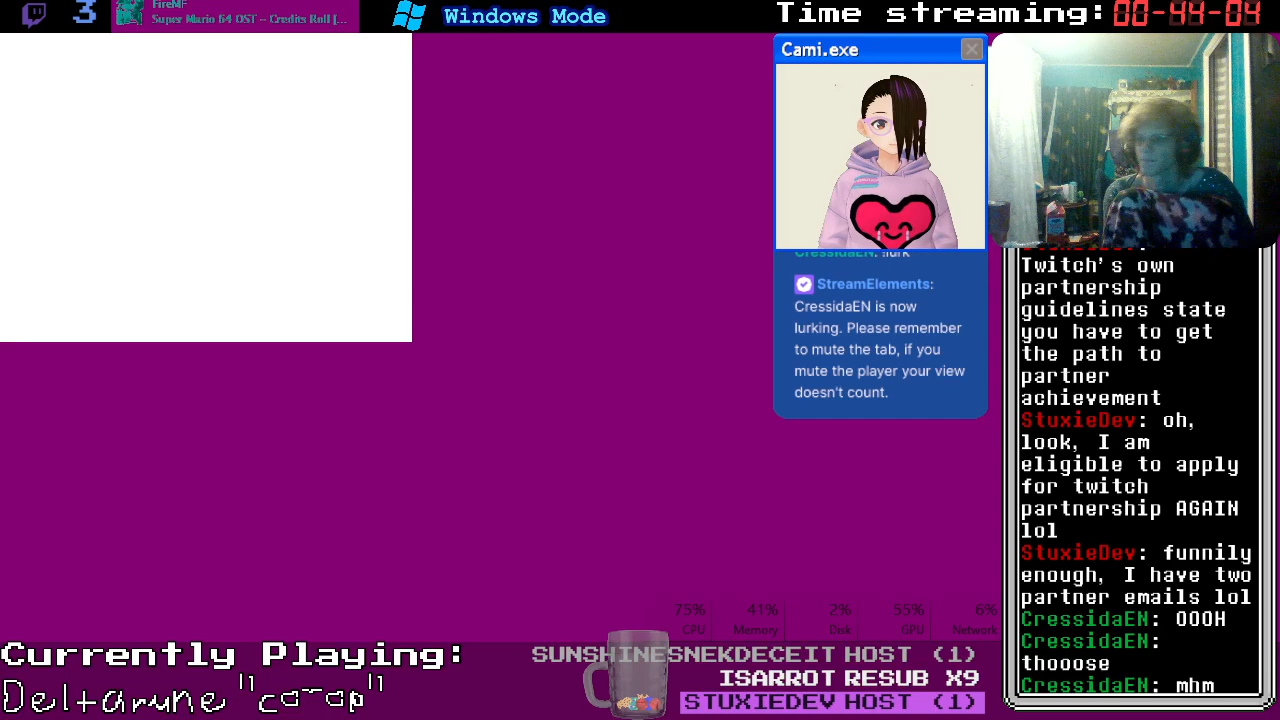 3
FireMF
Super Mario 64 OST - Credits Roll [...
Windows Mode
Time streaming: 00-44-04
Cami.exe
CressidaEN: !lurk
StreamElements:
CressidaEN is now
lurking. Please remember
to mute the tab, if you
mute the player your view
doesn't count.
Twitch's own
partnership
guidelines state
you have to get
the path to
partner
achievement
StuxieDev: oh,
look, I am
eligible to apply
for twitch
partnership AGAIN
lol
StuxieDev: funnily
enough, I have two
partner emails lol
CressidaEN: OOOH
CressidaEN:
thooose
CressidaEN: mhm
75% 41% 2% 55% 6%
CPU Memory Disk GPU Network
Currently Playing:
Deltarune "co-op"
SUNSHINESNEKDECEIT HOST (1)
ISARROT RESUB X9
STUXIEDEV HOST (1)